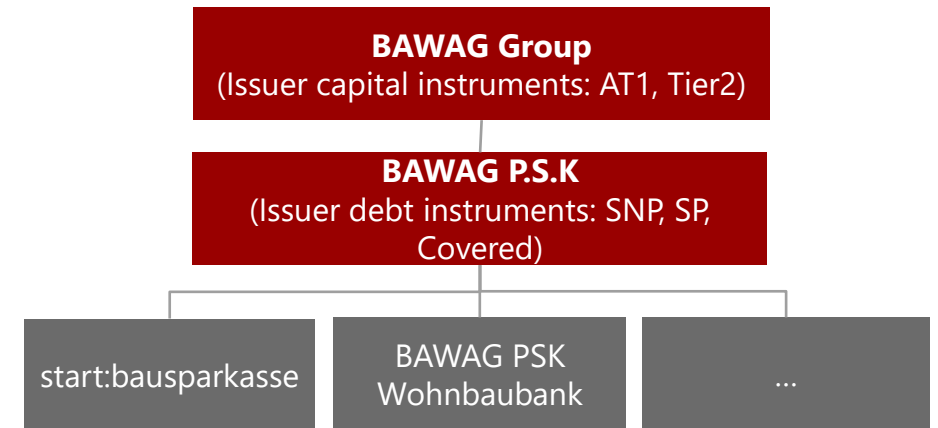 BAWAG Group
(Issuer capital instruments: AT1, Tier2)
BAWAG P.S.K
(Issuer debt instruments: SNP, SP,
Covered)
start:bausparkasse
BAWAG PSK
Wohnbaubank
...